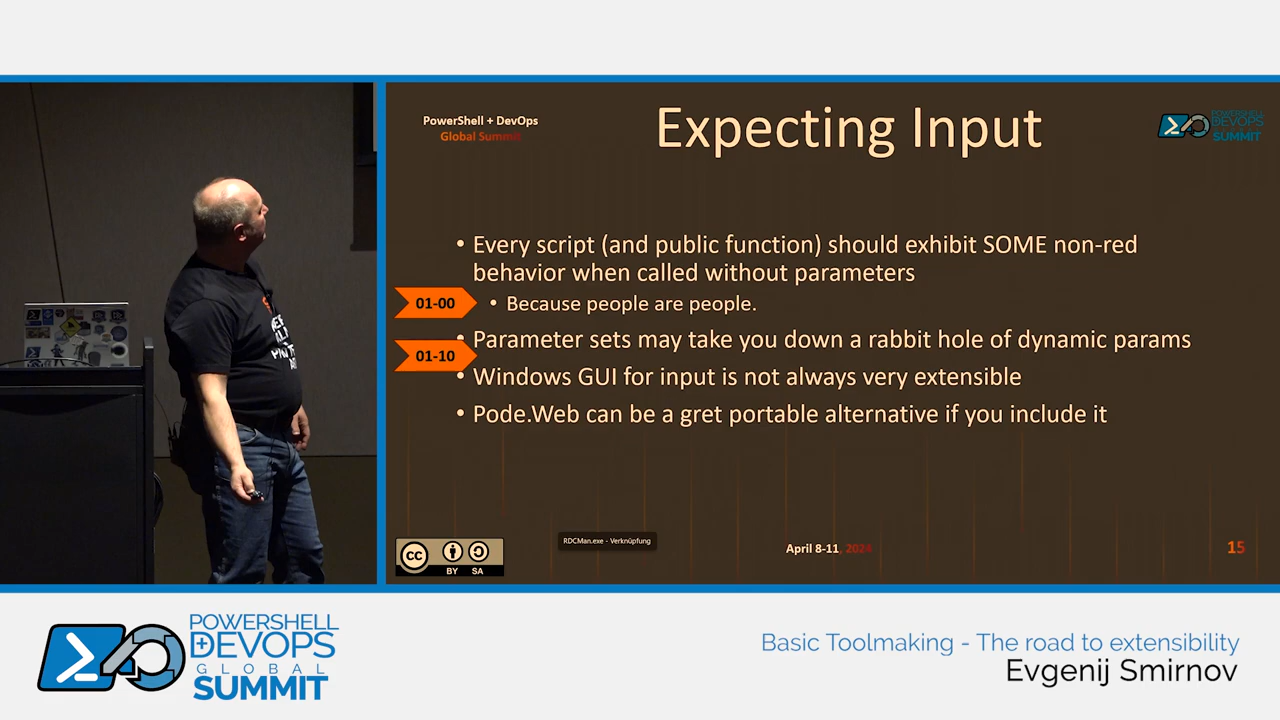 PowerShell + DevOps
Global Summit
Expecting Input
POWERSHELL
DEVOPS
SUMMIT
• Every script (and public function) should exhibit SOME non-red
behavior when called without parameters
01-00
• Because people are people.
• Parameter sets may take you down a rabbit hole of dynamic params
01-10
• Windows GUI for input is not always very extensible
• Pode.Web can be a gret portable alternative if you include it
cc
BY SA
RDCMan.exe - Verknüpfung
April 8-11, 2024
15
POWERSHELL
+DEVOPS
GLOBAL
SUMMIT
Basic Toolmaking - The road to extensibility
Evgenij Smirnov